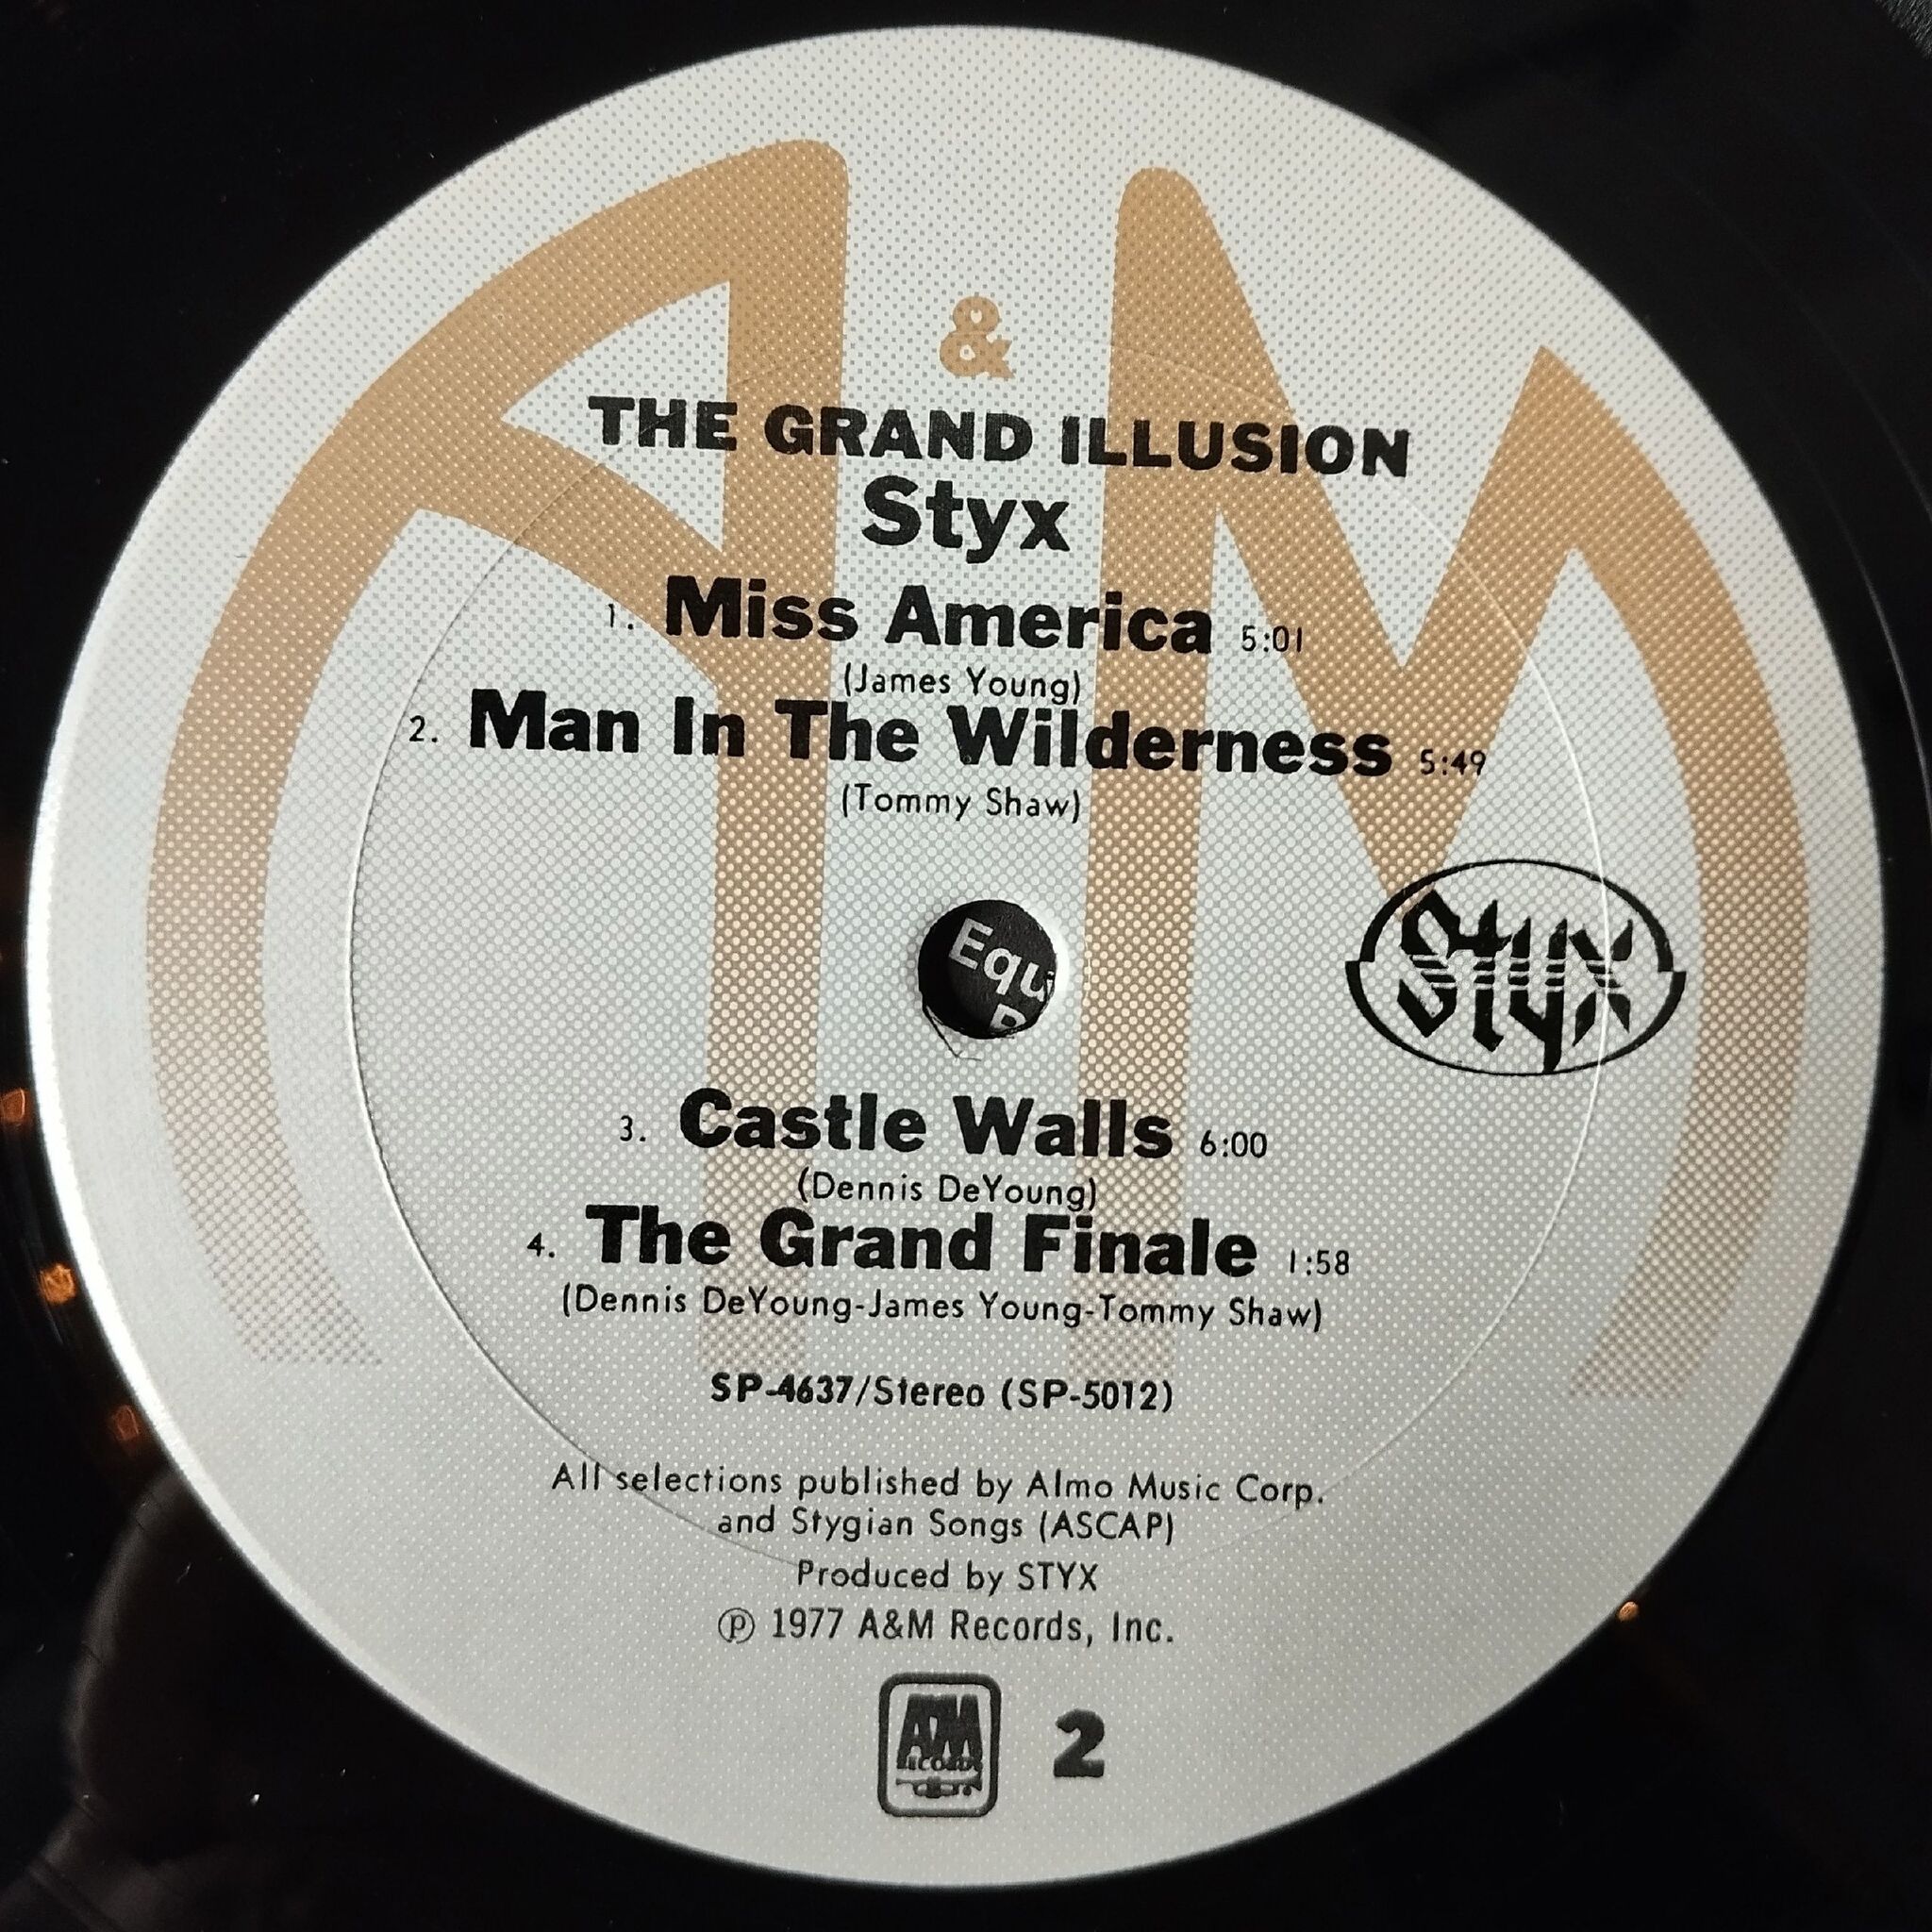 A & M
THE GRAND ILLUSION
Styx
1. Miss America 5:01
(James Young)
2. Man In The Wilderness 5:49
(Tommy Shaw)
Styx
Equ
3. Castle Walls 6:00
(Dennis DeYoung)
4. The Grand Finale 1:58
(Dennis DeYoung-James Young-Tommy Shaw)
SP-4637/Stereo (SP-5012)
All selections published by Almo Music Corp.
and Stygian Songs (ASCAP)
Produced by STYX
℗ 1977 A&M Records, Inc.
A&M
RECORDS
2